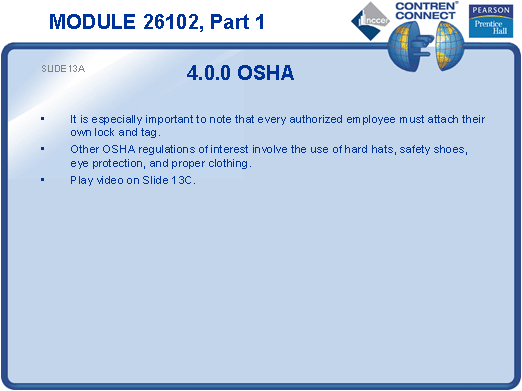 MODULE 26102, Part 1
nccer
CONTREN®
CONNECT
PEARSON
Prentice
Hall
SLIDE 13A
4.0.0 OSHA
• It is especially important to note that every authorized employee must attach their
own lock and tag.
• Other OSHA regulations of interest involve the use of hard hats, safety shoes,
eye protection, and proper clothing.
• Play video on Slide 13C.